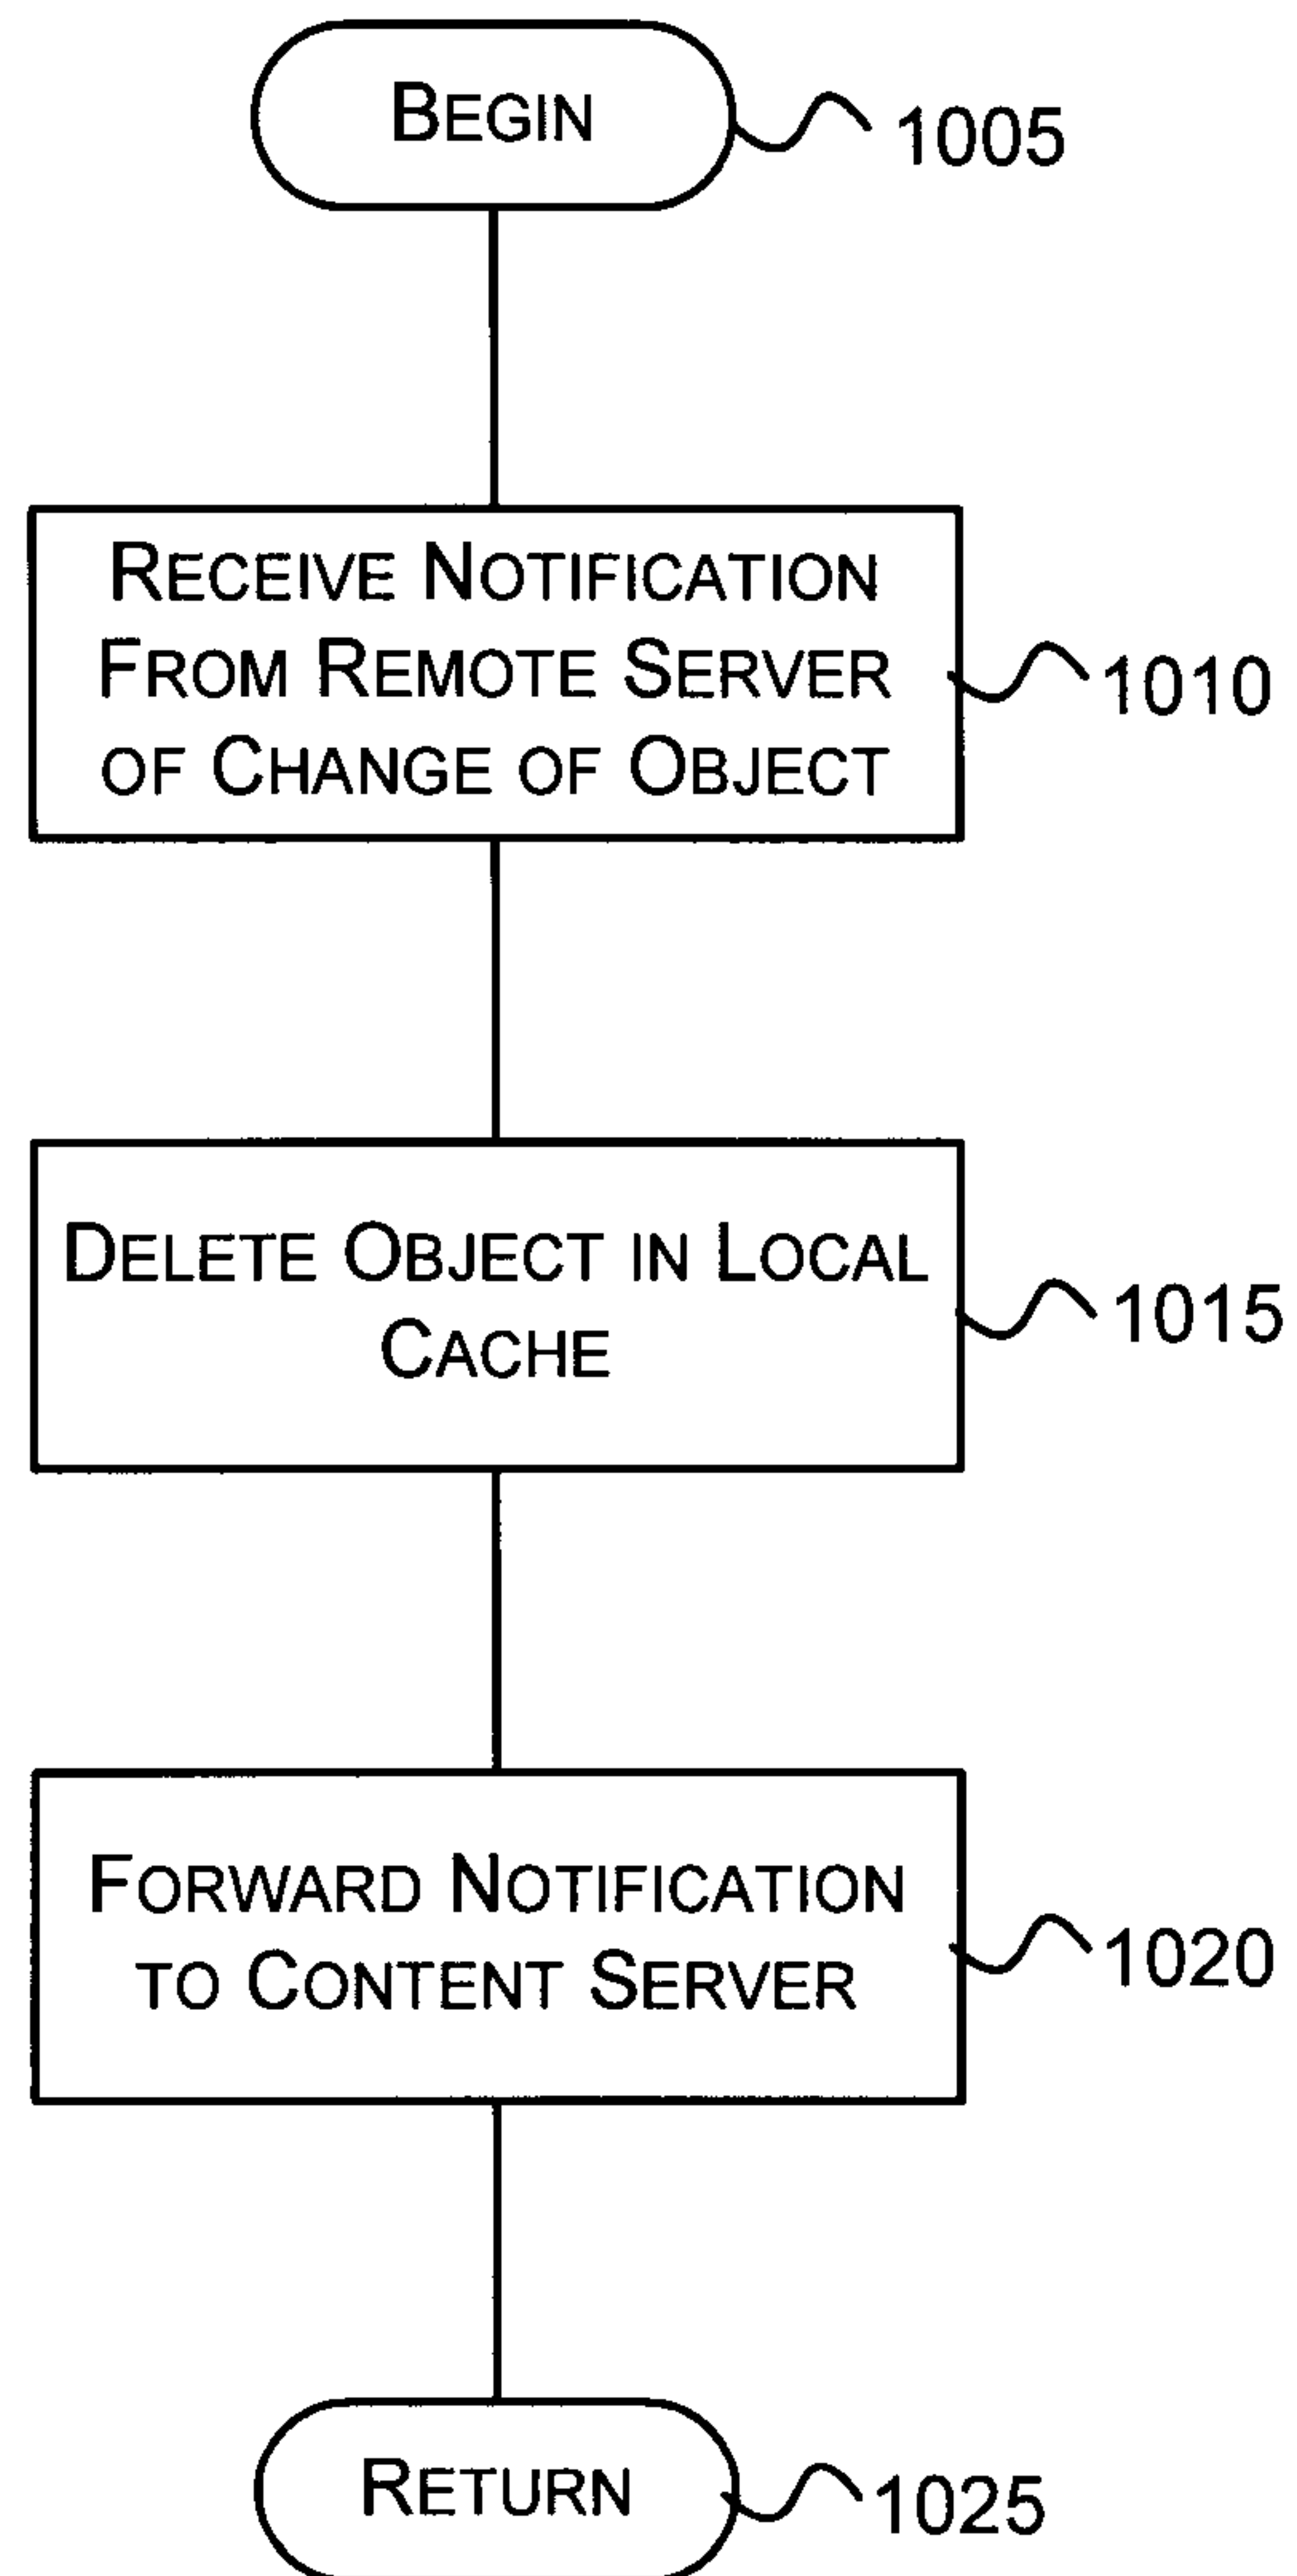 BEGIN
1005
RECEIVE NOTIFICATION
FROM REMOTE SERVER
OF CHANGE OF OBJECT
1010
DELETE OBJECT IN LOCAL
CACHE
1015
FORWARD NOTIFICATION
TO CONTENT SERVER
1020
RETURN
1025